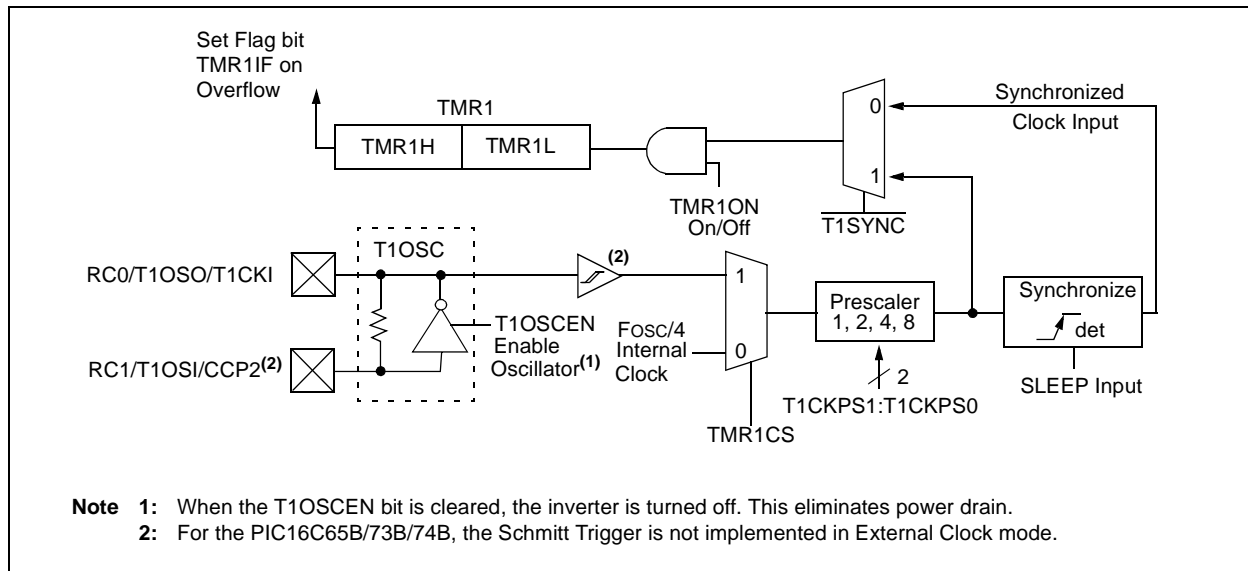 Set Flag bit
TMR1IF on
Overflow
TMR1
TMR1H
TMR1L
TMR1ON
On/Off
0
1
T1SYNC
Synchronized
Clock Input
T1OSC
RC0/T1OSO/T1CKI
RC1/T1OSI/CCP2(2)
T1OSCEN
Enable
Oscillator(1)
(2)
1
0
FOSC/4
Internal
Clock
TMR1CS
Prescaler
1, 2, 4, 8
2
T1CKPS1:T1CKPS0
Synchronize
det
SLEEP Input
Note 1: When the T1OSCEN bit is cleared, the inverter is turned off. This eliminates power drain.
2: For the PIC16C65B/73B/74B, the Schmitt Trigger is not implemented in External Clock mode.